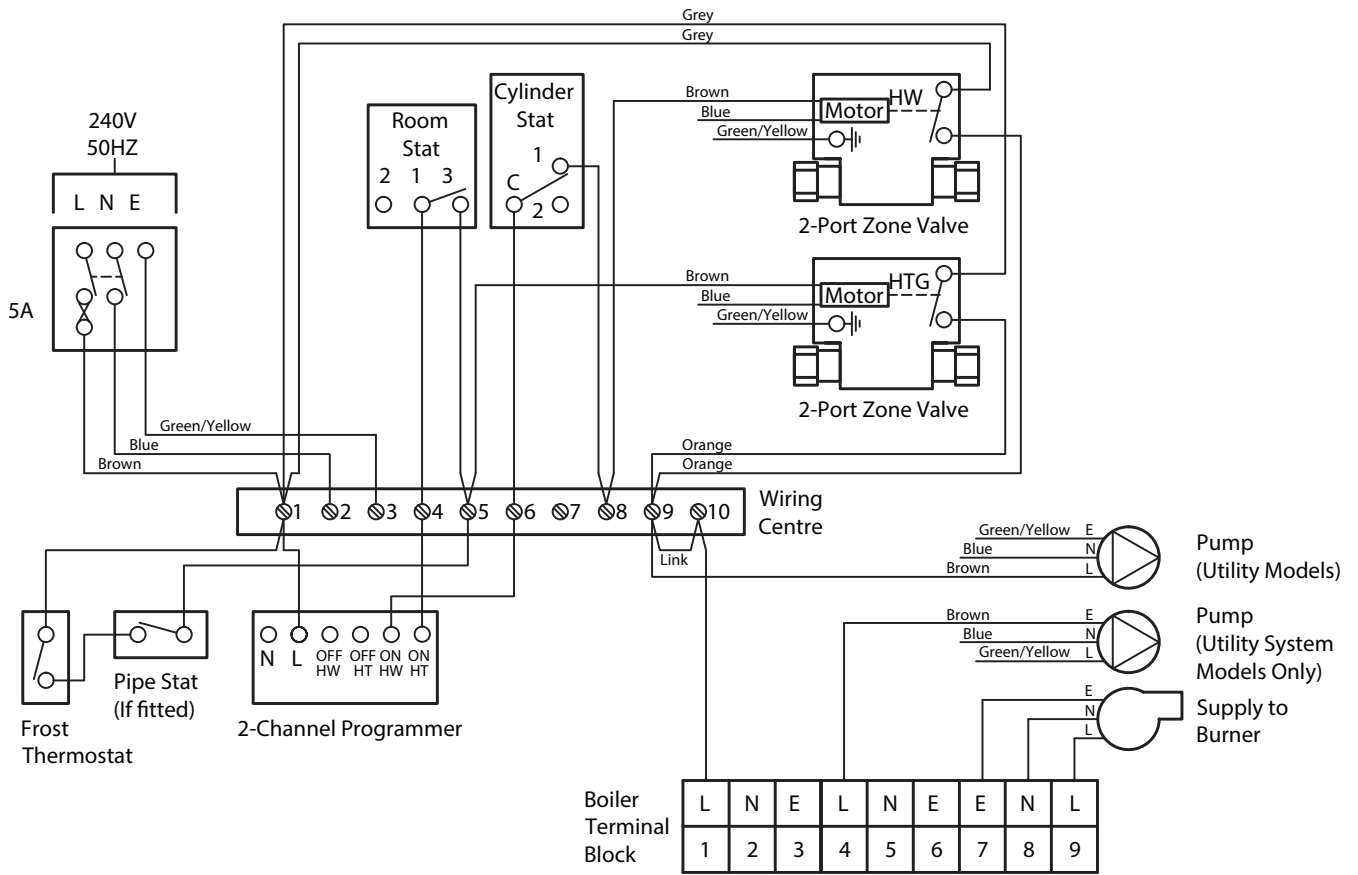 Grey
Grey
240V
50HZ
L N E
5A
Room
Stat
2 1 3
Cylinder
Stat
1
C
2
Brown
Blue
Green/Yellow
HW
Motor
2-Port Zone Valve
Brown
Blue
Green/Yellow
HTG
Motor
2-Port Zone Valve
Green/Yellow
Blue
Brown
Orange
Orange
1 2 3 4 5 6 7 8 9 10
Wiring
Centre
Link
Green/Yellow E
Blue N
Brown L
Pump
(Utility Models)
Brown E
Blue N
Green/Yellow L
Pump
(Utility System
Models Only)
E
N
L
Supply to
Burner
Frost
Thermostat
Pipe Stat
(If fitted)
N L OFF HW OFF HT ON HW ON HT
2-Channel Programmer
Boiler
Terminal
Block
L N E L N E E N L
1 2 3 4 5 6 7 8 9